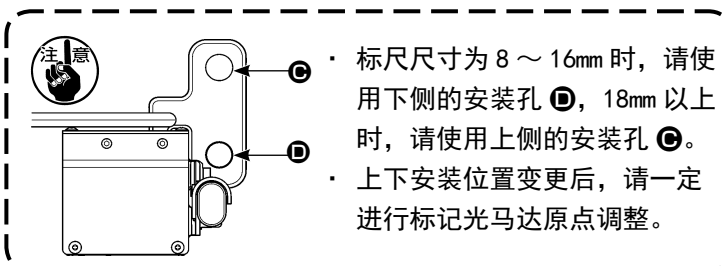 注意
C
D
· 标尺尺寸为 8 ～ 16mm 时，请使
用下侧的安装孔 D，18mm 以上
时，请使用上侧的安装孔 C。
· 上下安装位置变更后，请一定
进行标记光马达原点调整。